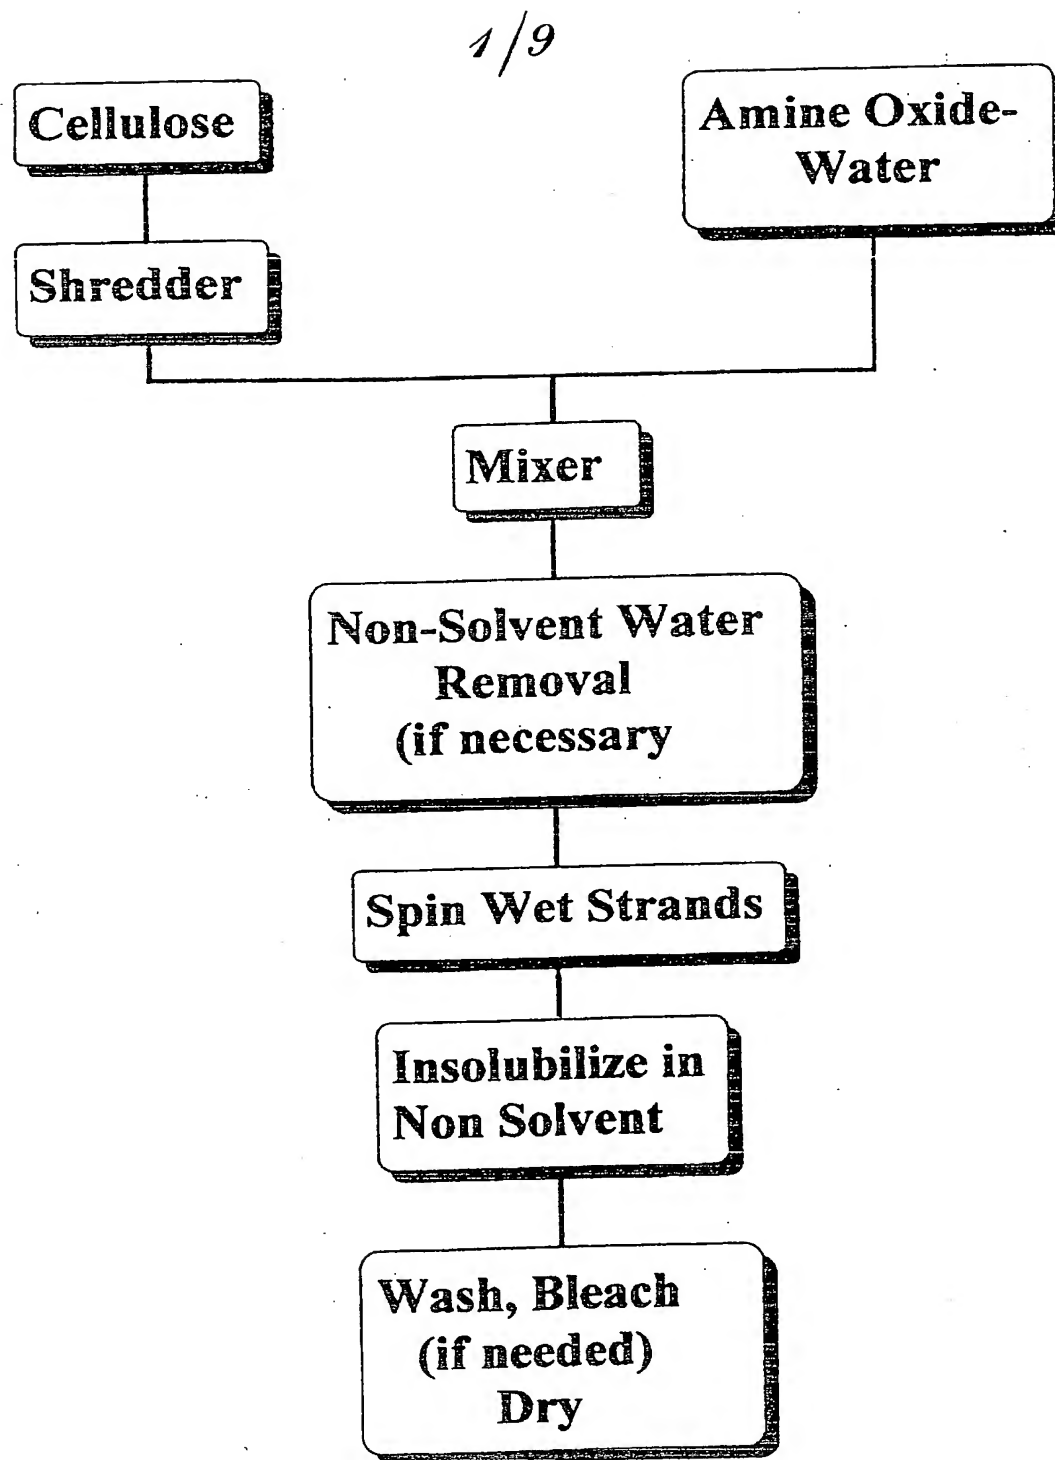 1/9
Cellulose
Amine Oxide-
Water
Shredder
Mixer
Non-Solvent Water
Removal
(if necessary
Spin Wet Strands
Insolubilize in
Non Solvent
Wash, Bleach
(if needed)
Dry